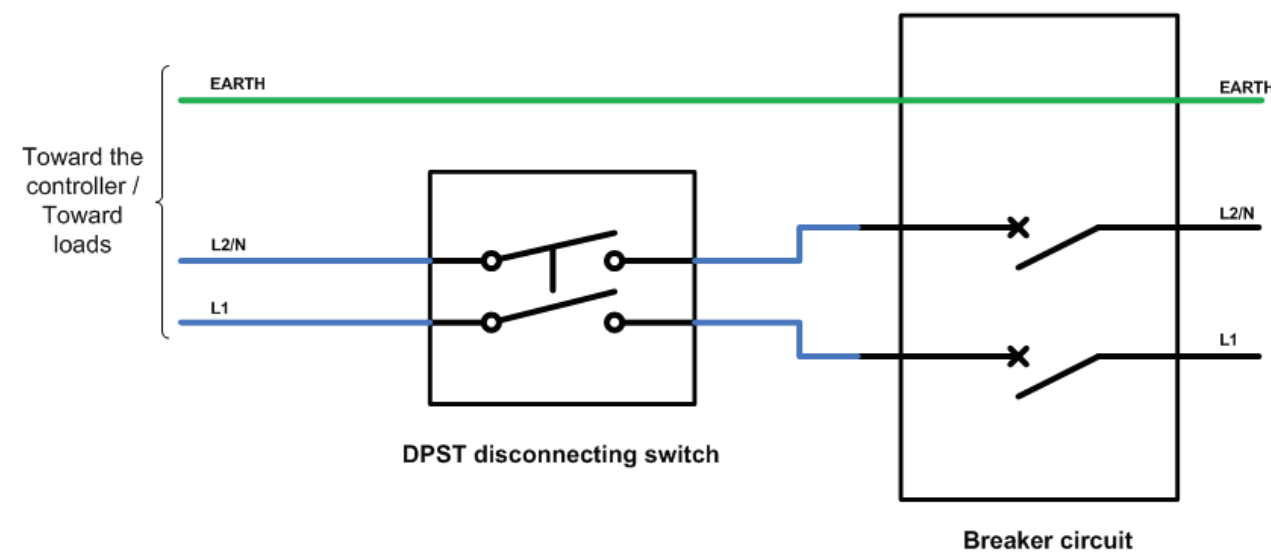 EARTH
EARTH
Toward the
controller /
Toward
loads
L2/N
L2/N
L1
L1
DPST disconnecting switch
Breaker circuit